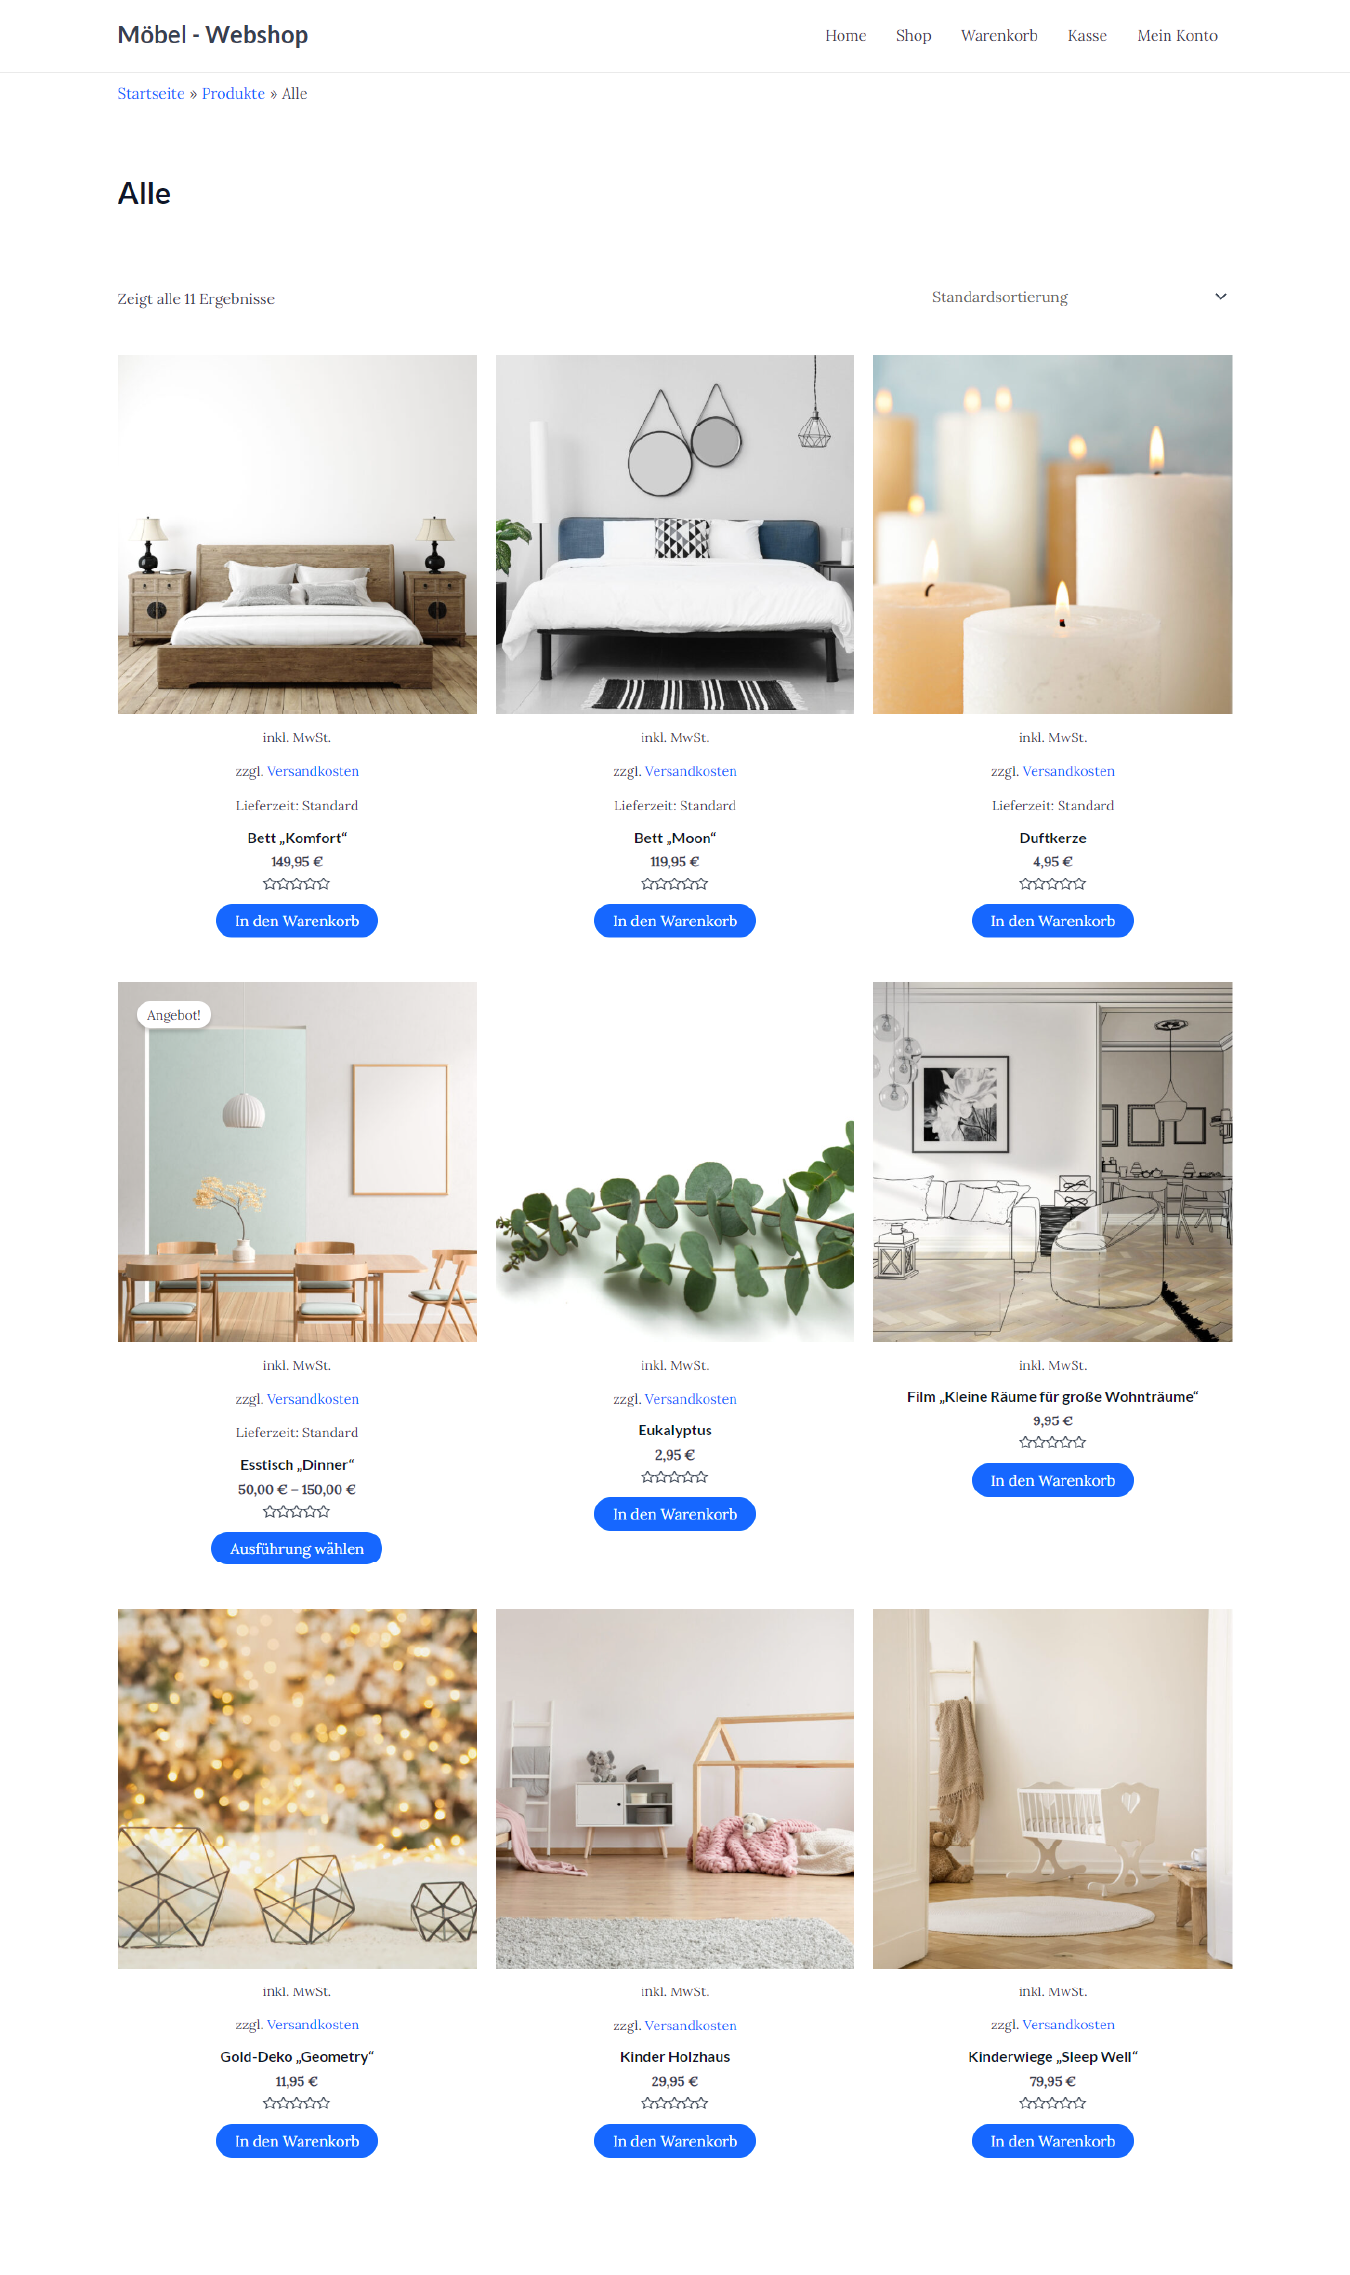 Möbel - Webshop
Home Shop Warenkorb Kasse Mein Konto
Startseite » Produkte » Alle
Alle
Zeigt alle 11 Ergebnisse
Standardsortierung
inkl. MwSt.
zzgl. Versandkosten
Lieferzeit: Standard
Bett „Komfort“
149,95 €
In den Warenkorb
inkl. MwSt.
zzgl. Versandkosten
Lieferzeit: Standard
Bett „Moon“
119,95 €
In den Warenkorb
inkl. MwSt.
zzgl. Versandkosten
Lieferzeit: Standard
Duftkerze
4,95 €
In den Warenkorb
Angebot!
inkl. MwSt.
zzgl. Versandkosten
Lieferzeit: Standard
Esstisch „Dinner“
50,00 € – 150,00 €
Ausführung wählen
inkl. MwSt.
zzgl. Versandkosten
Eukalyptus
2,95 €
In den Warenkorb
inkl. MwSt.
Film „Kleine Räume für große Wohnträume“
9,95 €
In den Warenkorb
inkl. MwSt.
zzgl. Versandkosten
Gold-Deko „Geometry“
11,95 €
In den Warenkorb
inkl. MwSt.
zzgl. Versandkosten
Kinder Holzhaus
29,95 €
In den Warenkorb
inkl. MwSt.
zzgl. Versandkosten
Kinderwiege „Sleep Well“
79,95 €
In den Warenkorb